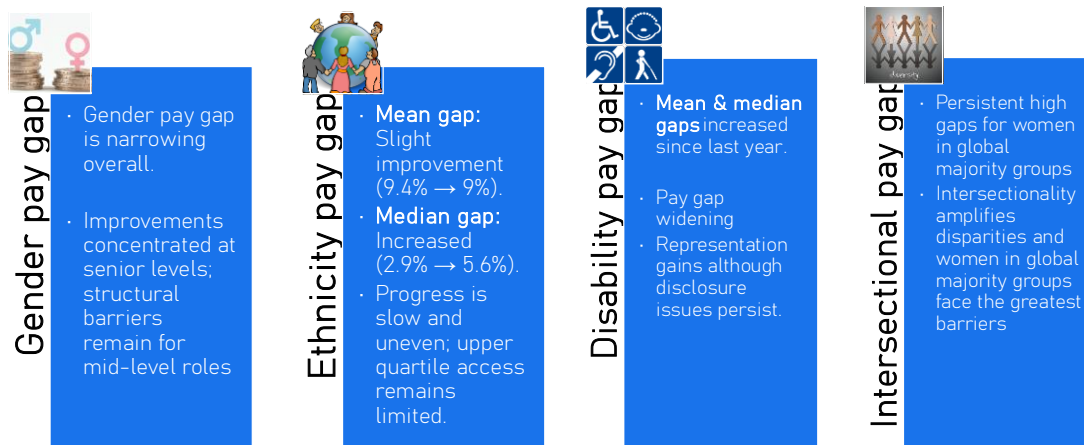 Gender pay gap
· Gender pay gap
is narrowing
overall.
· Improvements
concentrated at
senior levels;
structural
barriers
remain for
mid-level roles
Ethnicity pay gap
· Mean gap:
Slight
improvement
(9.4% → 9%).
· Median gap:
Increased
(2.9% → 5.6%).
· Progress is
slow and
uneven; upper
quartile access
remains
limited.
Disability pay gap
· Mean & median
gaps increased
since last year.
· Pay gap
widening
· Representation
gains although
disclosure
issues persist.
diversity
Intersectional pay gap
· Persistent high
gaps for women
in global
majority groups
· Intersectionality
amplifies
disparities and
women in global
majority groups
face the greatest
barriers